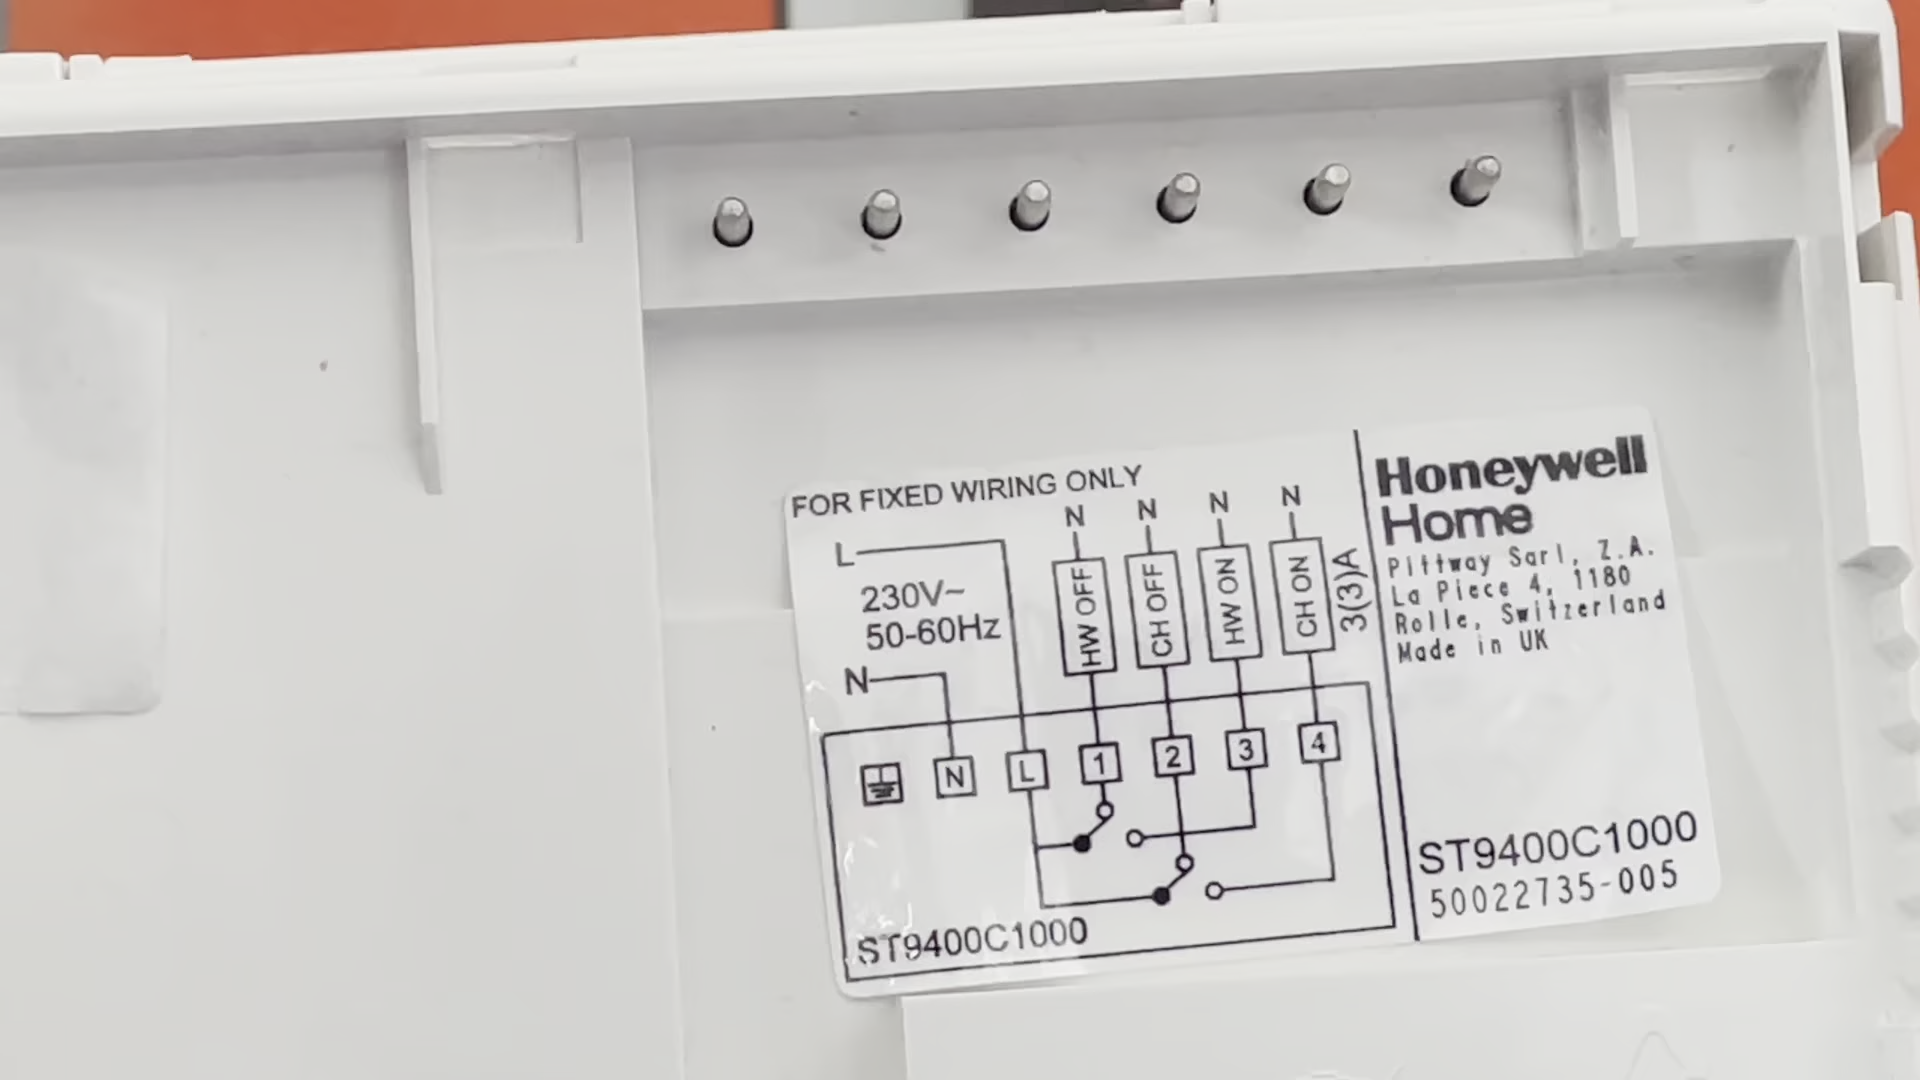 FOR FIXED WIRING ONLY
N N N N
L
230V~
50-60Hz
N
HW OFF
CH OFF
HW ON
CH ON
3(3)A
N L 1 2 3 4
ST9400C1000
Honeywell
Home
Pittway Sarl, Z.A.
La Piece 4, 1180
Rolle, Switzerland
Made in UK
ST9400C1000
50022735-005